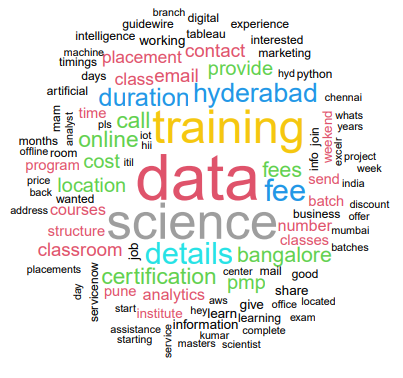 branch
guidewire digital experience
tableau
intelligence working interested
machine placement contact marketing
timings provide
days class email hyd python
artificial duration hyderabad chennai
mam time call training whats
analyst pls years
months online iot weekend
offline room hii info join excelr
program cost itil data fees project
week
price location fee send india
back wanted
address courses science batch discount
business offer
structure number mumbai
classroom job details classes batches
bangalore
placements certification center mail good
day servicenow pmp share
pune analytics aws office located
start hey give
institute learn learning exam
assistance information complete
starting service kumar
masters scientist